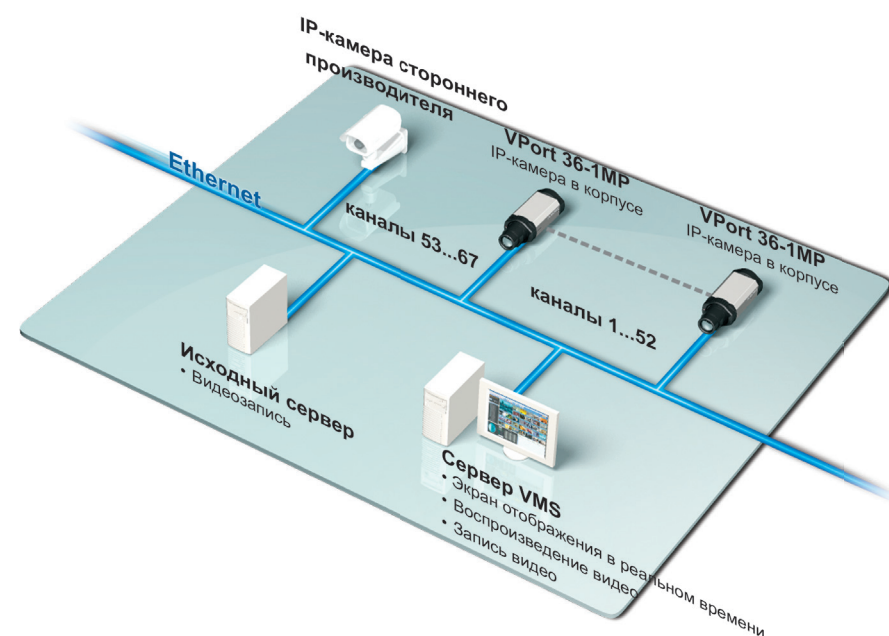 IP-камера стороннего
производителя
VPort 36-1MP
IP-камера в корпусе
VPort 36-1MP
IP-камера в корпусе
Ethernet
каналы 53...67
каналы 1...52
Исходный сервер
• Видеозапись
Сервер VMS
• Экран отображения в реальном времени
• Воспроизведение видео
• Запись видео